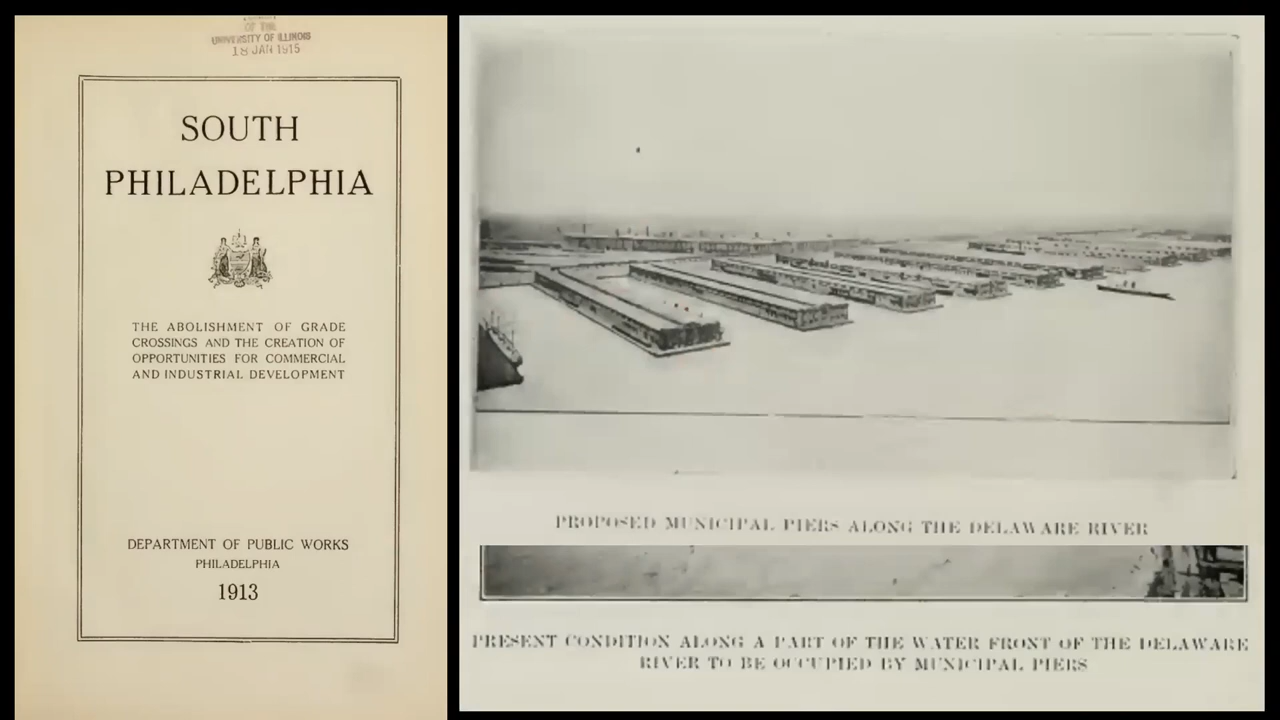 OF THE
UNIVERSITY OF ILLINOIS
18 JAN 1915
SOUTH
PHILADELPHIA
THE ABOLISHMENT OF GRADE
CROSSINGS AND THE CREATION OF
OPPORTUNITIES FOR COMMERCIAL
AND INDUSTRIAL DEVELOPMENT
DEPARTMENT OF PUBLIC WORKS
PHILADELPHIA
1913
PROPOSED MUNICIPAL PIERS ALONG THE DELAWARE RIVER
PRESENT CONDITION ALONG A PART OF THE WATER FRONT OF THE DELAWARE
RIVER TO BE OCCUPIED BY MUNICIPAL PIERS